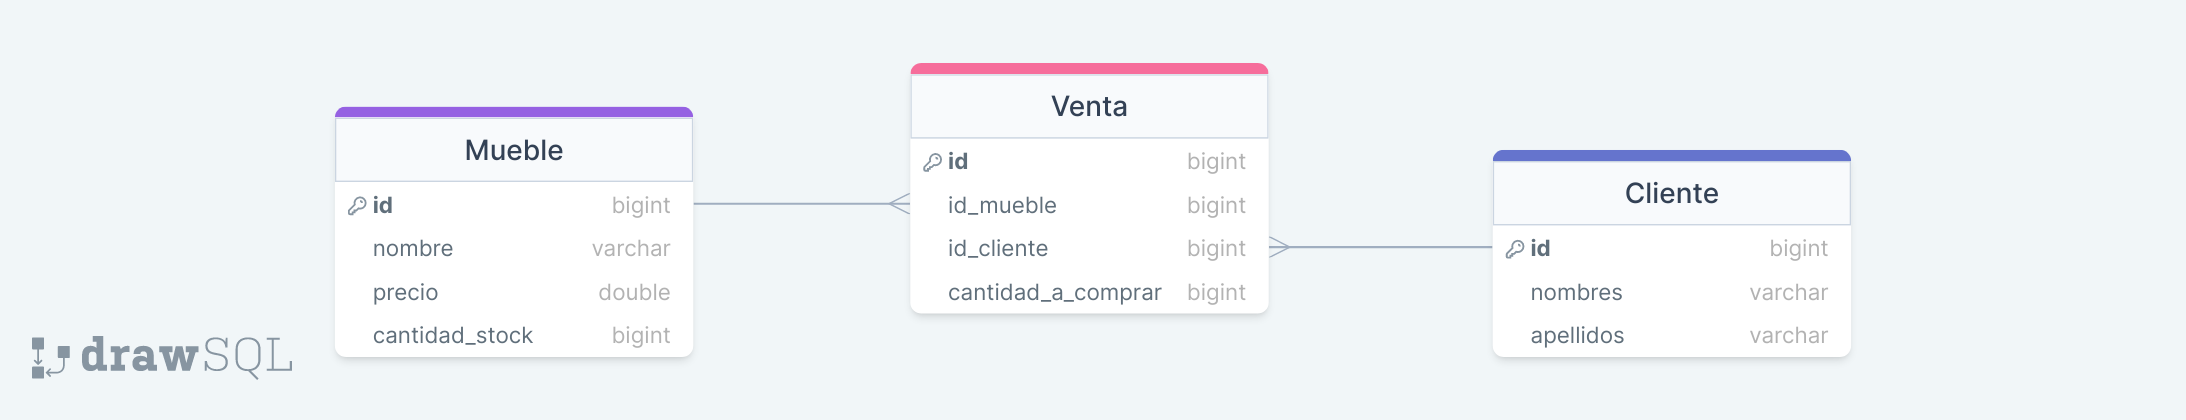 Mueble
id bigint
nombre varchar
precio double
cantidad_stock bigint
Venta
id bigint
id_mueble bigint
id_cliente bigint
cantidad_a_comprar bigint
Cliente
id bigint
nombres varchar
apellidos varchar
drawSQL